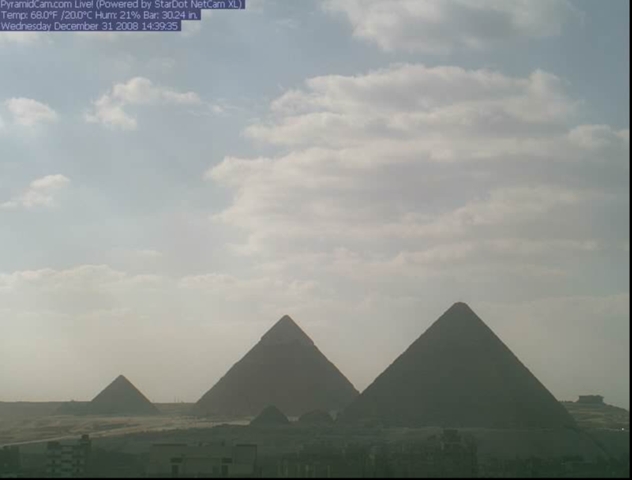 PyramidCam.com Live! (Powered by StarDot NetCam XL)
Temp: 68.0°F /20.0°C Hum: 21% Bar: 30.24 in.
Wednesday December 31 2008 14:39:35